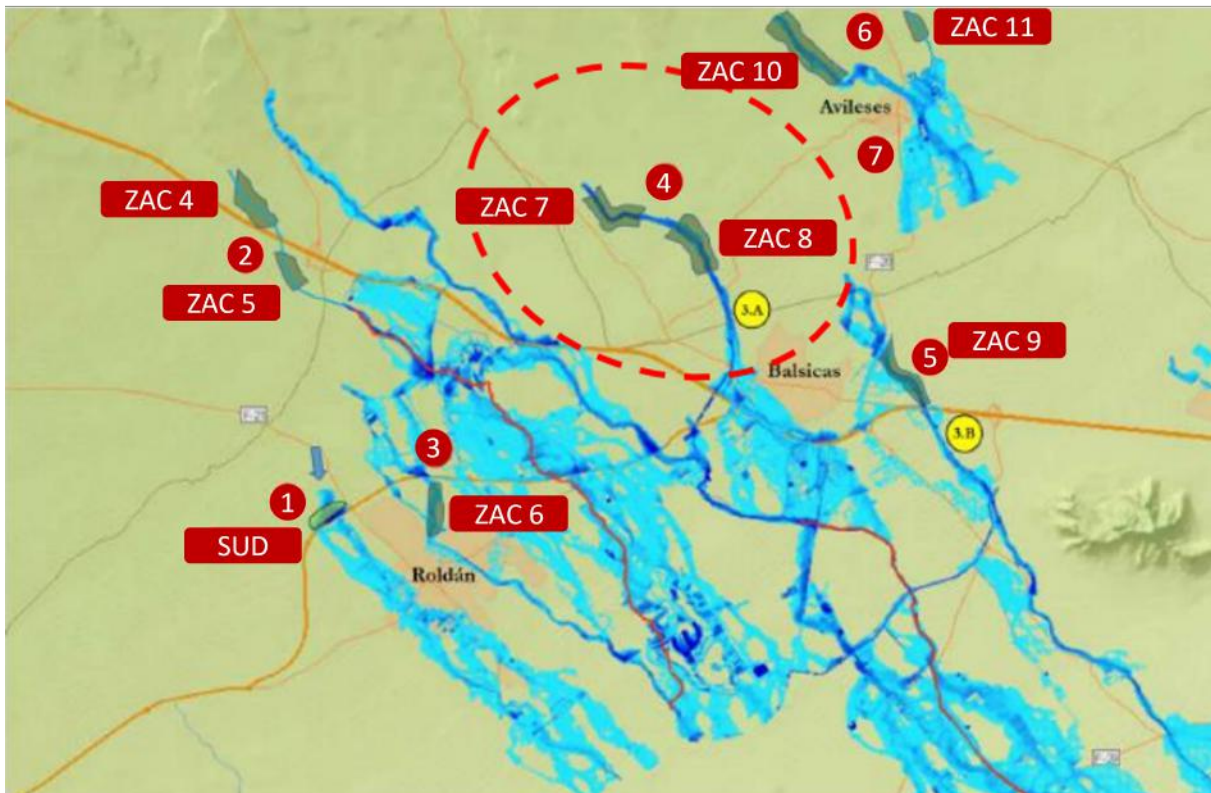 6
ZAC 11
ZAC 10
Avileses
7
4
ZAC 7
ZAC 4
ZAC 8
2
ZAC 5
3.A
5
ZAC 9
Balsicas
3.B
3
1
ZAC 6
SUD
Roldán